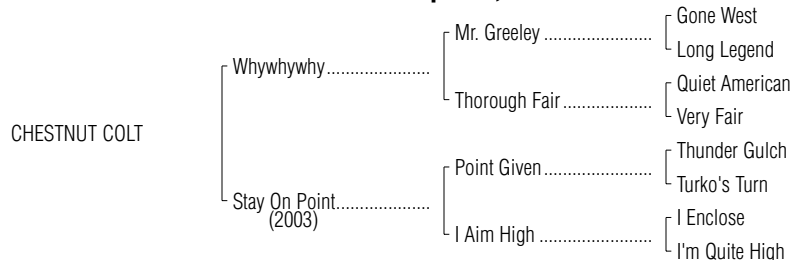 Gone West
Mr. Greeley ........................
Long Legend
Whywhywhy ......................
Quiet American
Thorough Fair ....................
Very Fair
CHESTNUT COLT
Thunder Gulch
Point Given ........................
Turko's Turn
Stay On Point....................
(2003)
I Enclose
I Aim High .........................
I'm Quite High